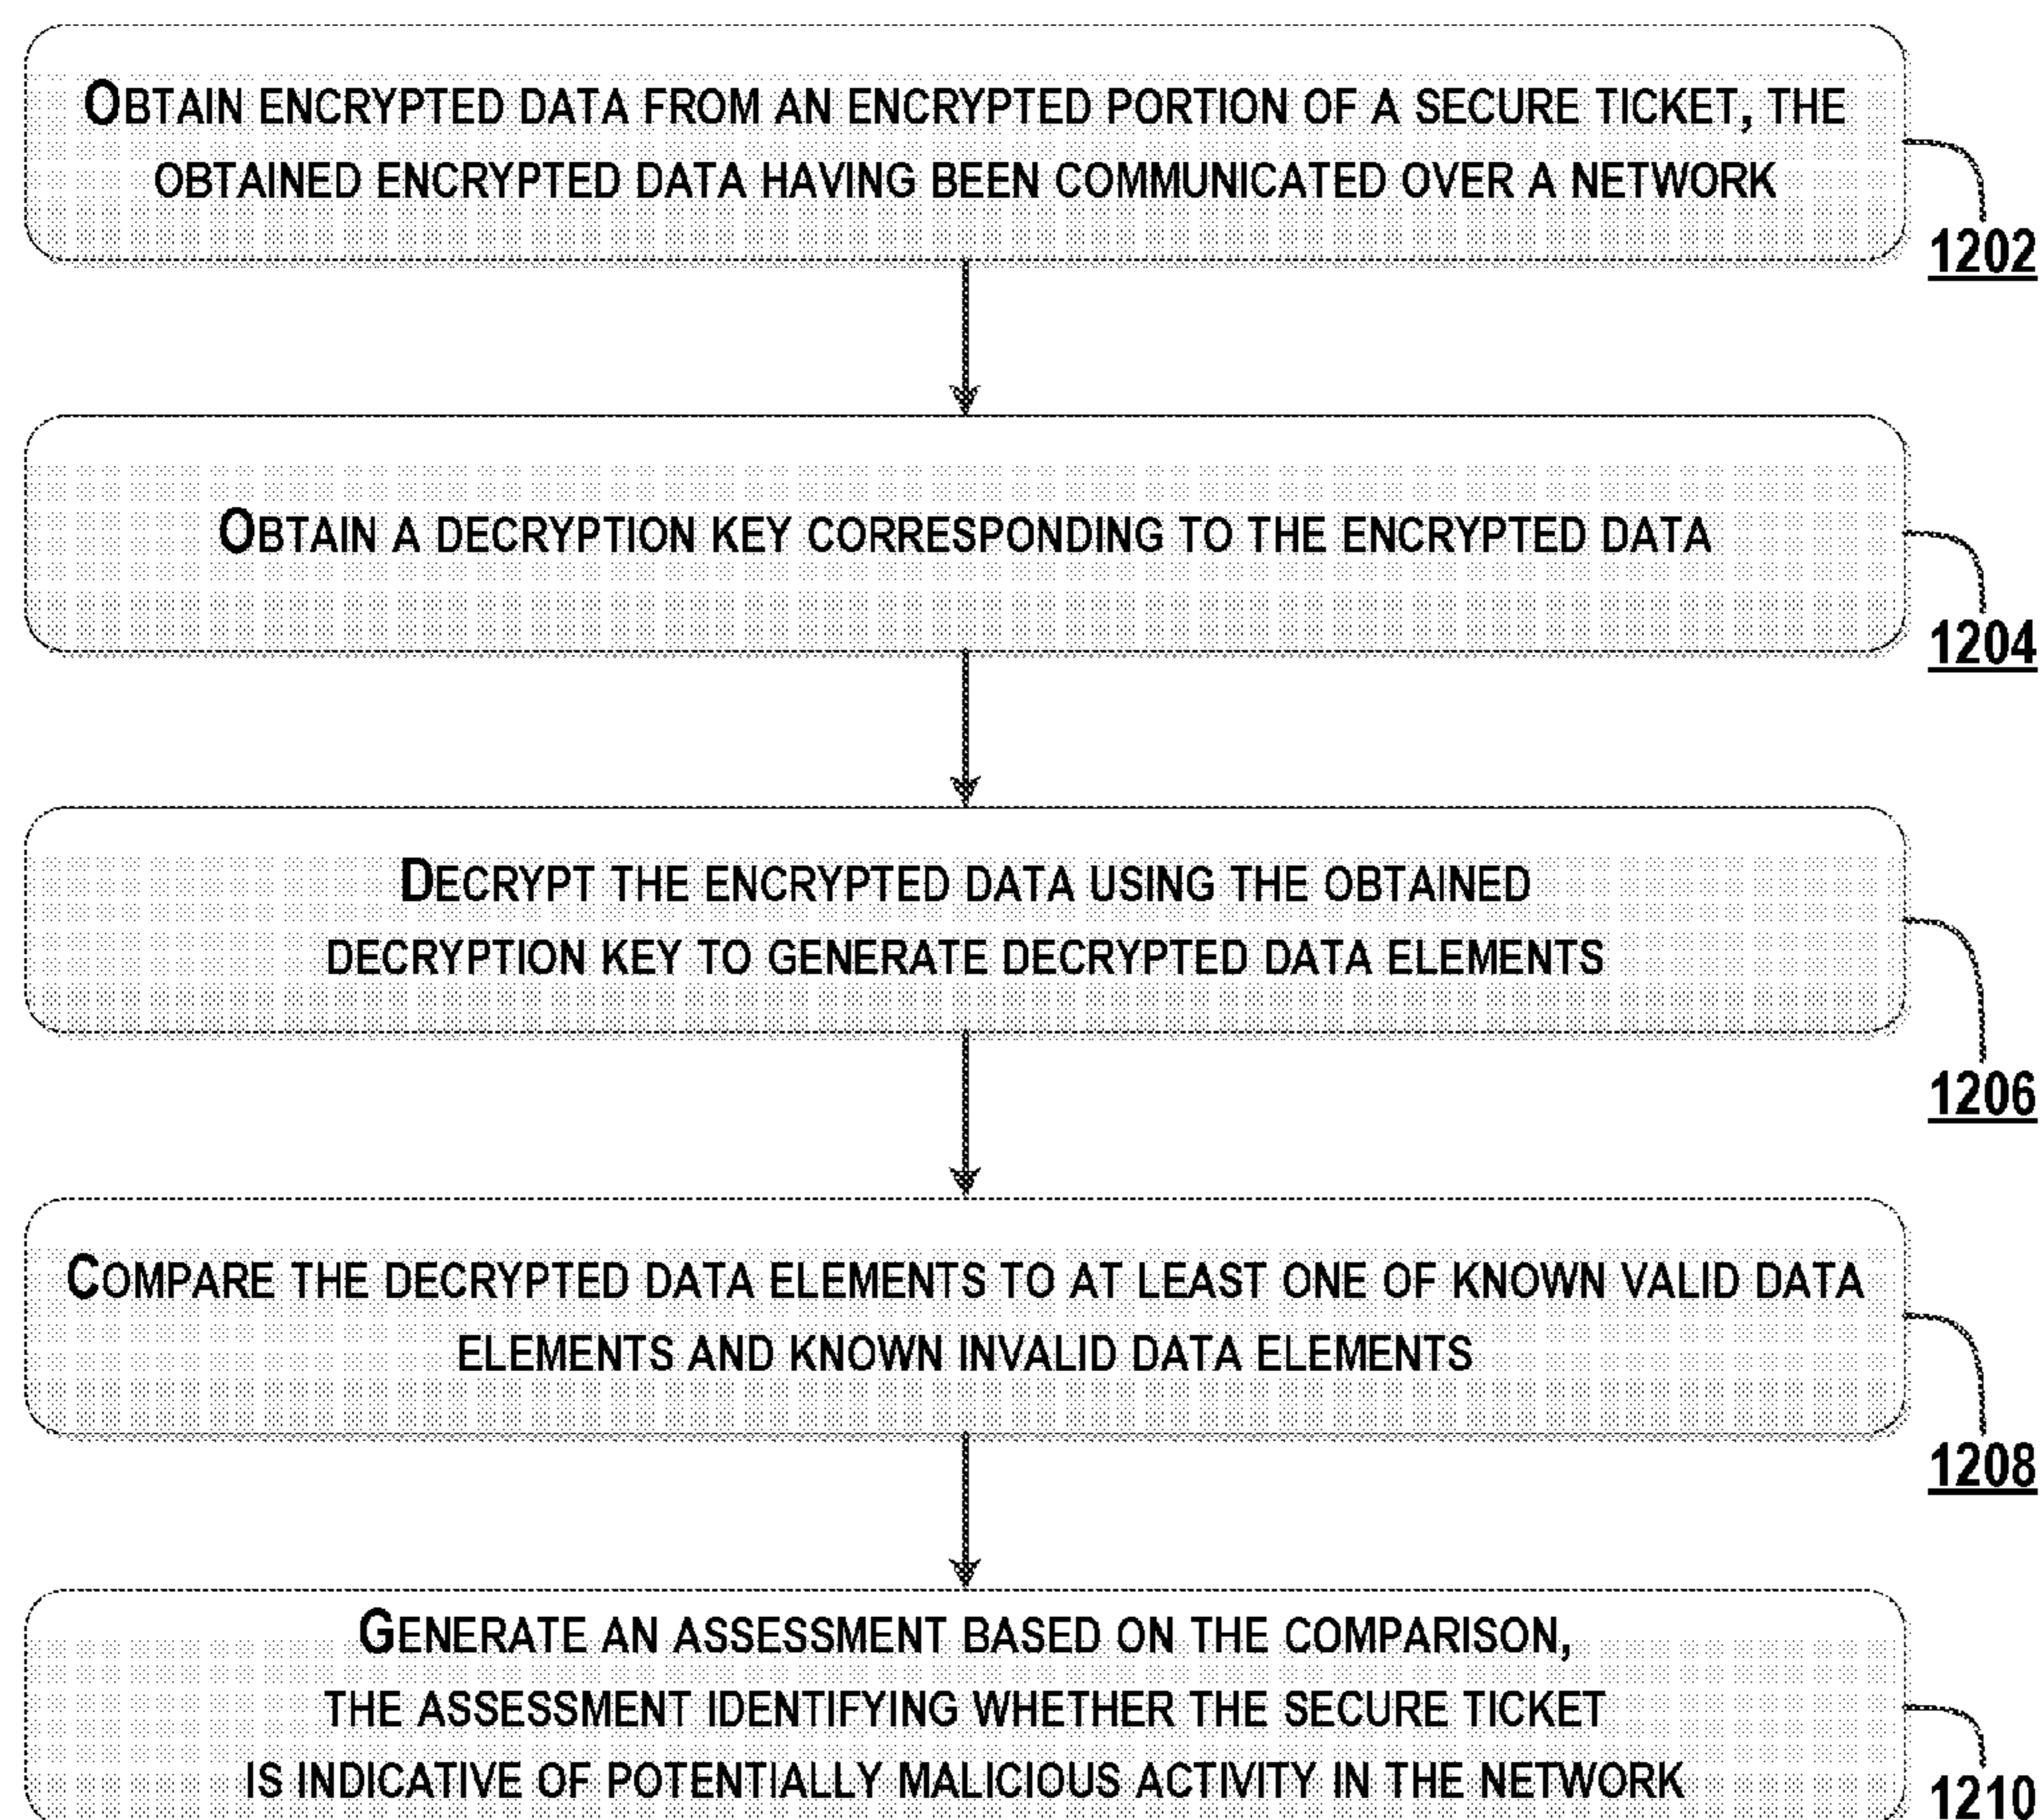 OBTAIN ENCRYPTED DATA FROM AN ENCRYPTED PORTION OF A SECURE TICKET, THE
OBTAINED ENCRYPTED DATA HAVING BEEN COMMUNICATED OVER A NETWORK
1202
OBTAIN A DECRYPTION KEY CORRESPONDING TO THE ENCRYPTED DATA
1204
DECRYPT THE ENCRYPTED DATA USING THE OBTAINED
DECRYPTION KEY TO GENERATE DECRYPTED DATA ELEMENTS
1206
COMPARE THE DECRYPTED DATA ELEMENTS TO AT LEAST ONE OF KNOWN VALID DATA
ELEMENTS AND KNOWN INVALID DATA ELEMENTS
1208
GENERATE AN ASSESSMENT BASED ON THE COMPARISON,
THE ASSESSMENT IDENTIFYING WHETHER THE SECURE TICKET
IS INDICATIVE OF POTENTIALLY MALICIOUS ACTIVITY IN THE NETWORK
1210